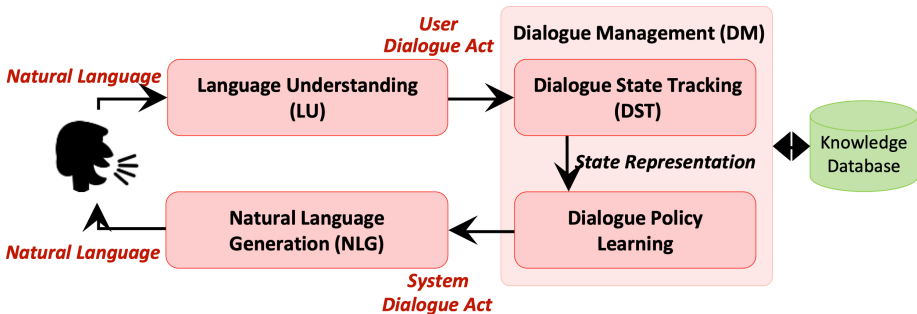 User
Dialogue Act
Dialogue Management (DM)
Natural Language
Language Understanding
(LU)
Dialogue State Tracking
(DST)
State Representation
Knowledge
Database
Natural Language
Generation (NLG)
Dialogue Policy
Learning
Natural Language
System
Dialogue Act